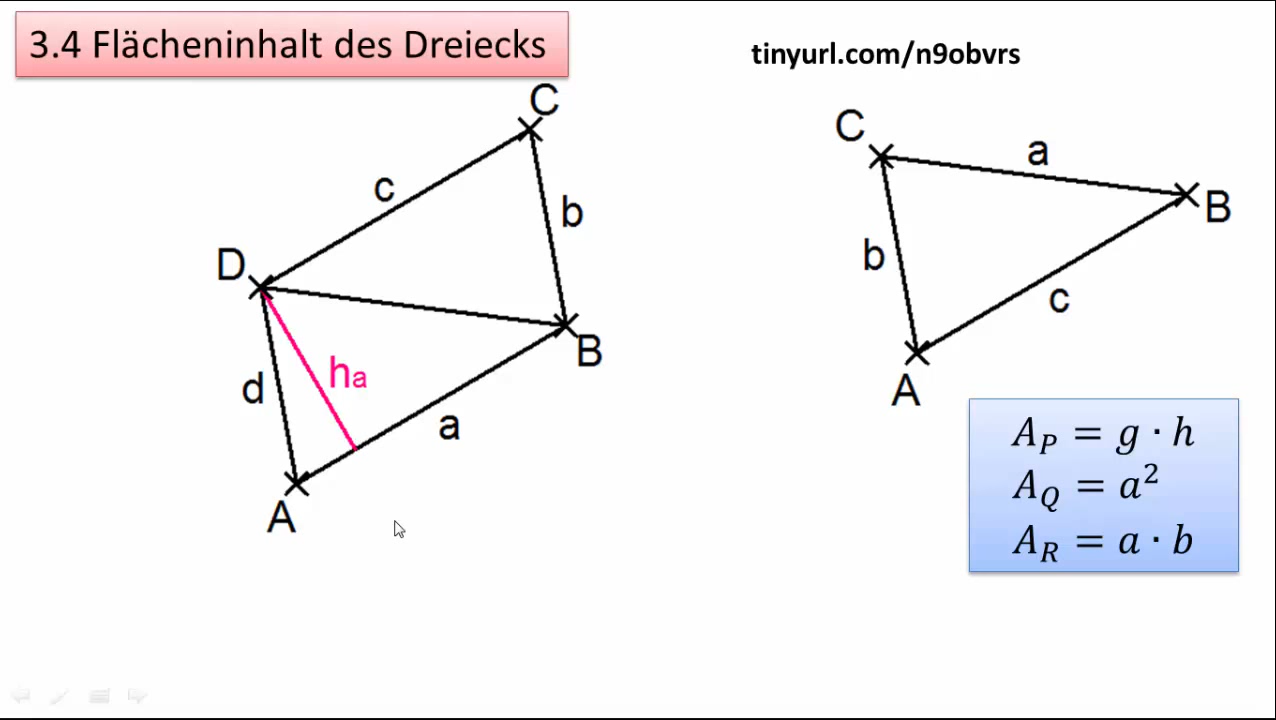 3.4 Flächeninhalt des Dreiecks
tinyurl.com/n9obvrs
C
c
b
D
ha
d
B
a
A
C
a
B
b
c
A
A_P = g · h
A_Q = a²
A_R = a · b